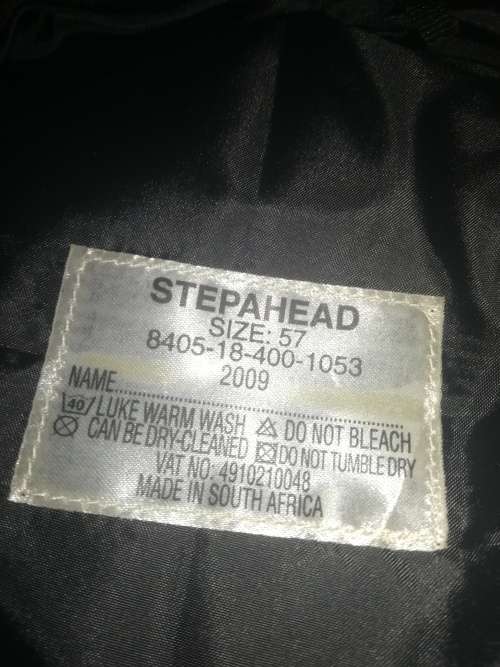 STEPAHEAD
SIZE: 57
8405-18-400-1053
2009
NAME
40 / LUKE WARM WASH DO NOT BLEACH
CAN BE DRY-CLEANED DO NOT TUMBLE DRY
VAT NO: 4910210048
MADE IN SOUTH AFRICA